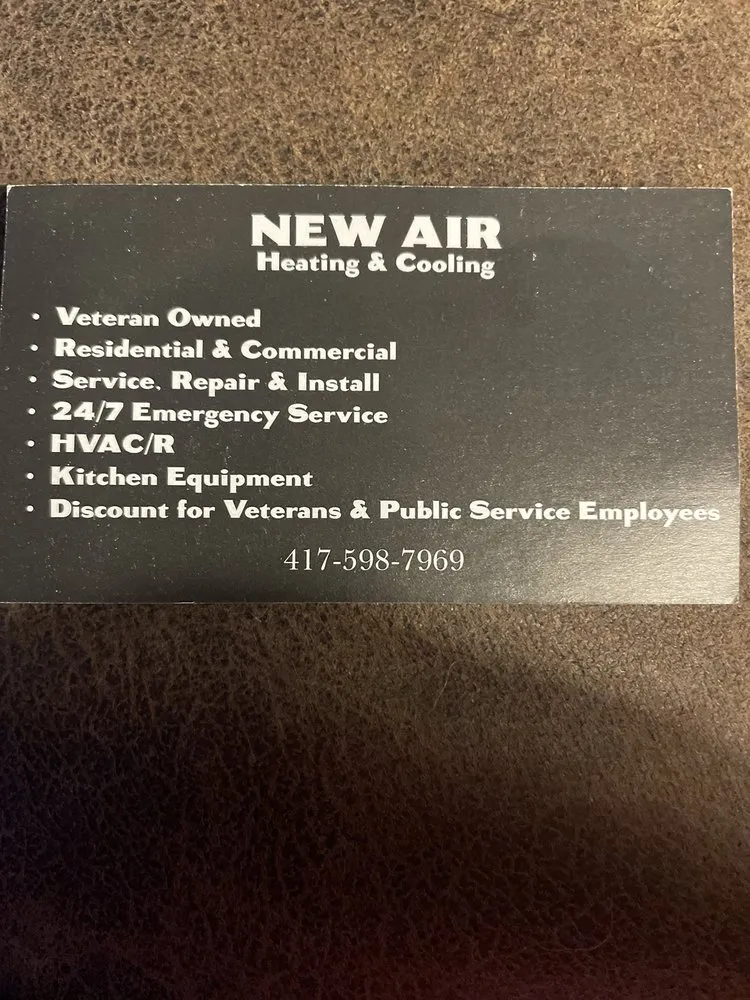 NEW AIR
Heating & Cooling
• Veteran Owned
• Residential & Commercial
• Service, Repair & Install
• 24/7 Emergency Service
• HVAC/R
• Kitchen Equipment
• Discount for Veterans & Public Service Employees
417-598-7969